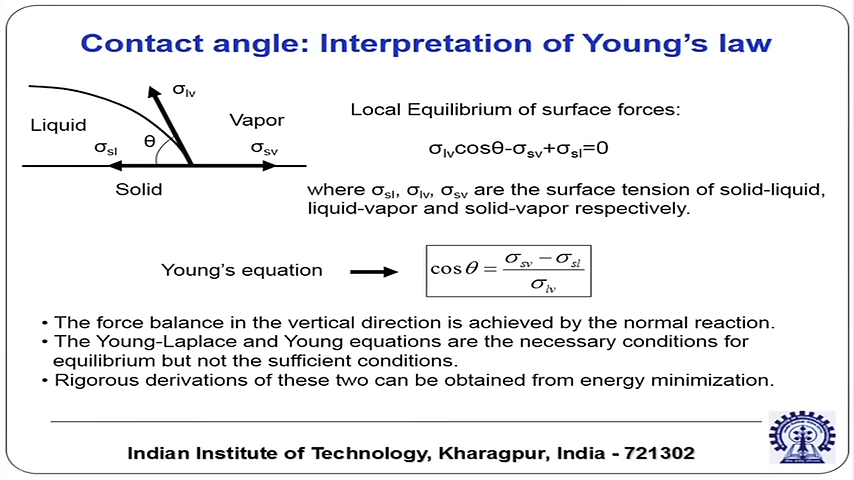 Contact angle: Interpretation of Young's law
σlv
Liquid
Vapor
σsl
θ
σsv
Solid
Local Equilibrium of surface forces:
σlvcosθ-σsv+σsl=0
where σsl, σlv, σsv are the surface tension of solid-liquid,
liquid-vapor and solid-vapor respectively.
Young's equation
cos θ = (σsv − σsl) / σlv
• The force balance in the vertical direction is achieved by the normal reaction.
• The Young-Laplace and Young equations are the necessary conditions for
equilibrium but not the sufficient conditions.
• Rigorous derivations of these two can be obtained from energy minimization.
Indian Institute of Technology, Kharagpur, India - 721302